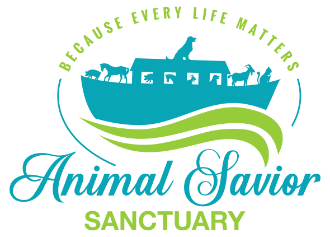 BECAUSE EVERY LIFE MATTERS
Animal Savior
SANCTUARY